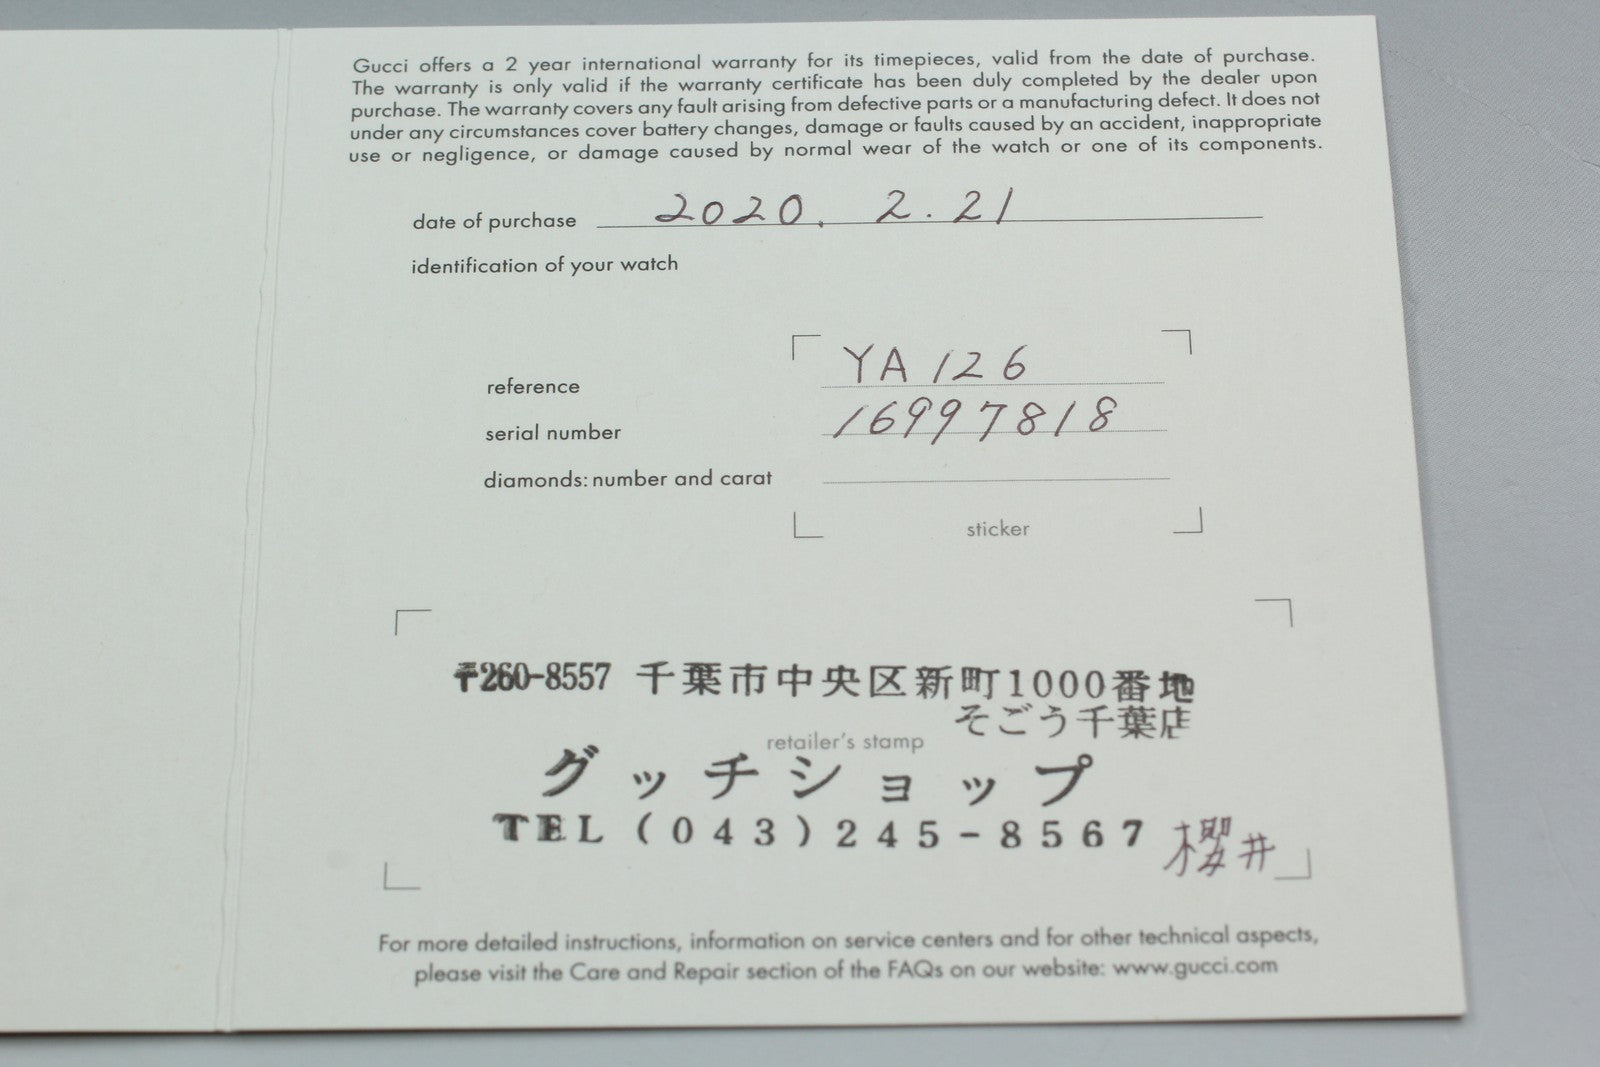 Gucci offers a 2 year international warranty for its timepieces, valid from the date of purchase.
The warranty is only valid if the warranty certificate has been duly completed by the dealer upon
purchase. The warranty covers any fault arising from defective parts or a manufacturing defect. It does not
under any circumstances cover battery changes, damage or faults caused by an accident, inappropriate
use or negligence, or damage caused by normal wear of the watch or one of its components.
date of purchase 2020. 2.21
identification of your watch
reference YA126
serial number 16997818
diamonds: number and carat
sticker
〒260-8557 千葉市中央区新町1000番地
そごう千葉店
retailer's stamp
グッチショップ
TEL (043)245-8567 櫻井
For more detailed instructions, information on service centers and for other technical aspects,
please visit the Care and Repair section of the FAQs on our website: www.gucci.com